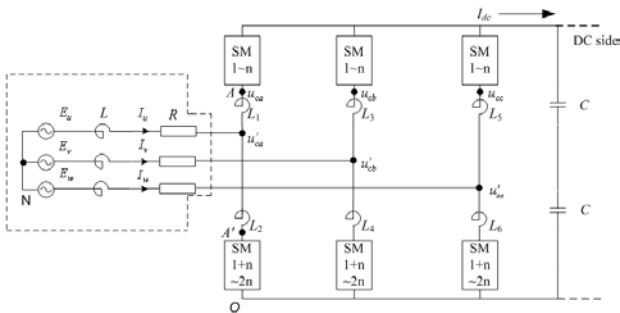 I_dc
DC sides
SM
1~n
SM
1~n
SM
1~n
A
u_ca
u_cb
u_cc
L_1
L_3
L_5
C
E_u
L
I_u
R
u'_ca
E_v
I_v
u'_cb
E_w
I_w
u'_cc
N
C
L_2
L_4
L_6
A'
SM
1+n
~2n
SM
1+n
~2n
SM
1+n
~2n
O